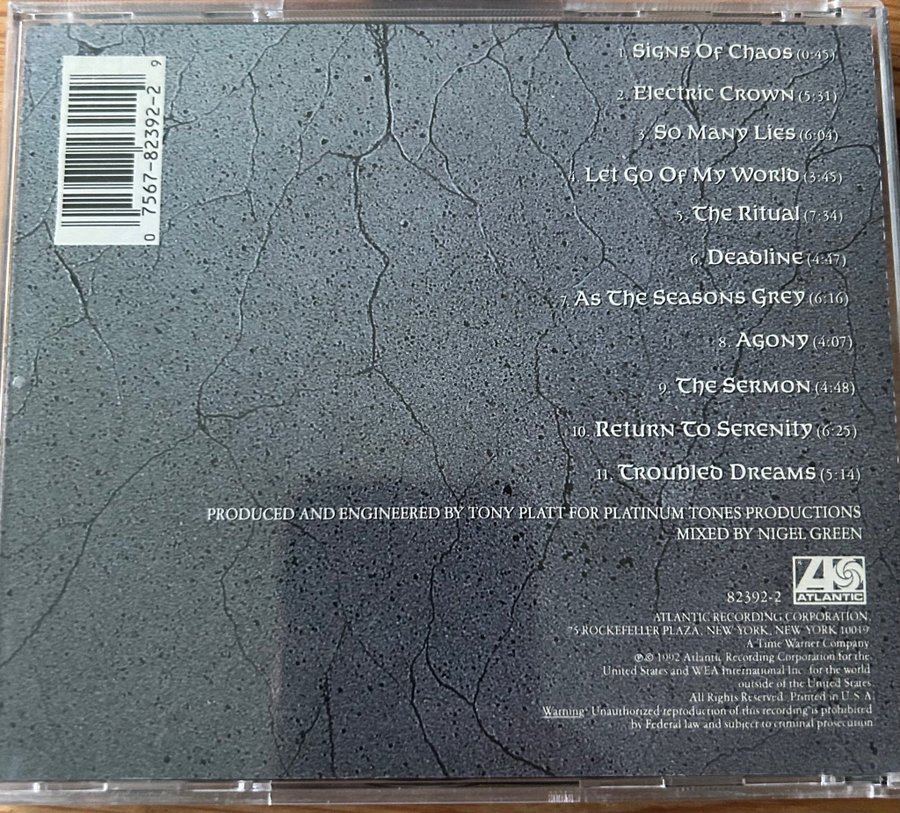 0 7567-82392-2 9
1. Signs Of Chaos (0:45)
2. Electric Crown (5:31)
3. So Many Lies (6:04)
4. Let Go Of My World (3:45)
5. The Ritual (7:34)
6. Deadline (4:47)
7. As The Seasons Grey (6:16)
8. Agony (4:07)
9. The Sermon (4:48)
10. Return To Serenity (6:25)
11. Troubled Dreams (5:14)
PRODUCED AND ENGINEERED BY TONY PLATT FOR PLATINUM TONES PRODUCTIONS
MIXED BY NIGEL GREEN
82392-2
ATLANTIC
ATLANTIC RECORDING CORPORATION,
75 ROCKEFELLER PLAZA, NEW YORK, NEW YORK 10019
A Time Warner Company
℗© 1992 Atlantic Recording Corporation for the
United States and WEA International Inc. for the world
outside of the United States.
All Rights Reserved. Printed in U.S.A.
Warning: Unauthorized reproduction of this recording is prohibited
by Federal law and subject to criminal prosecution